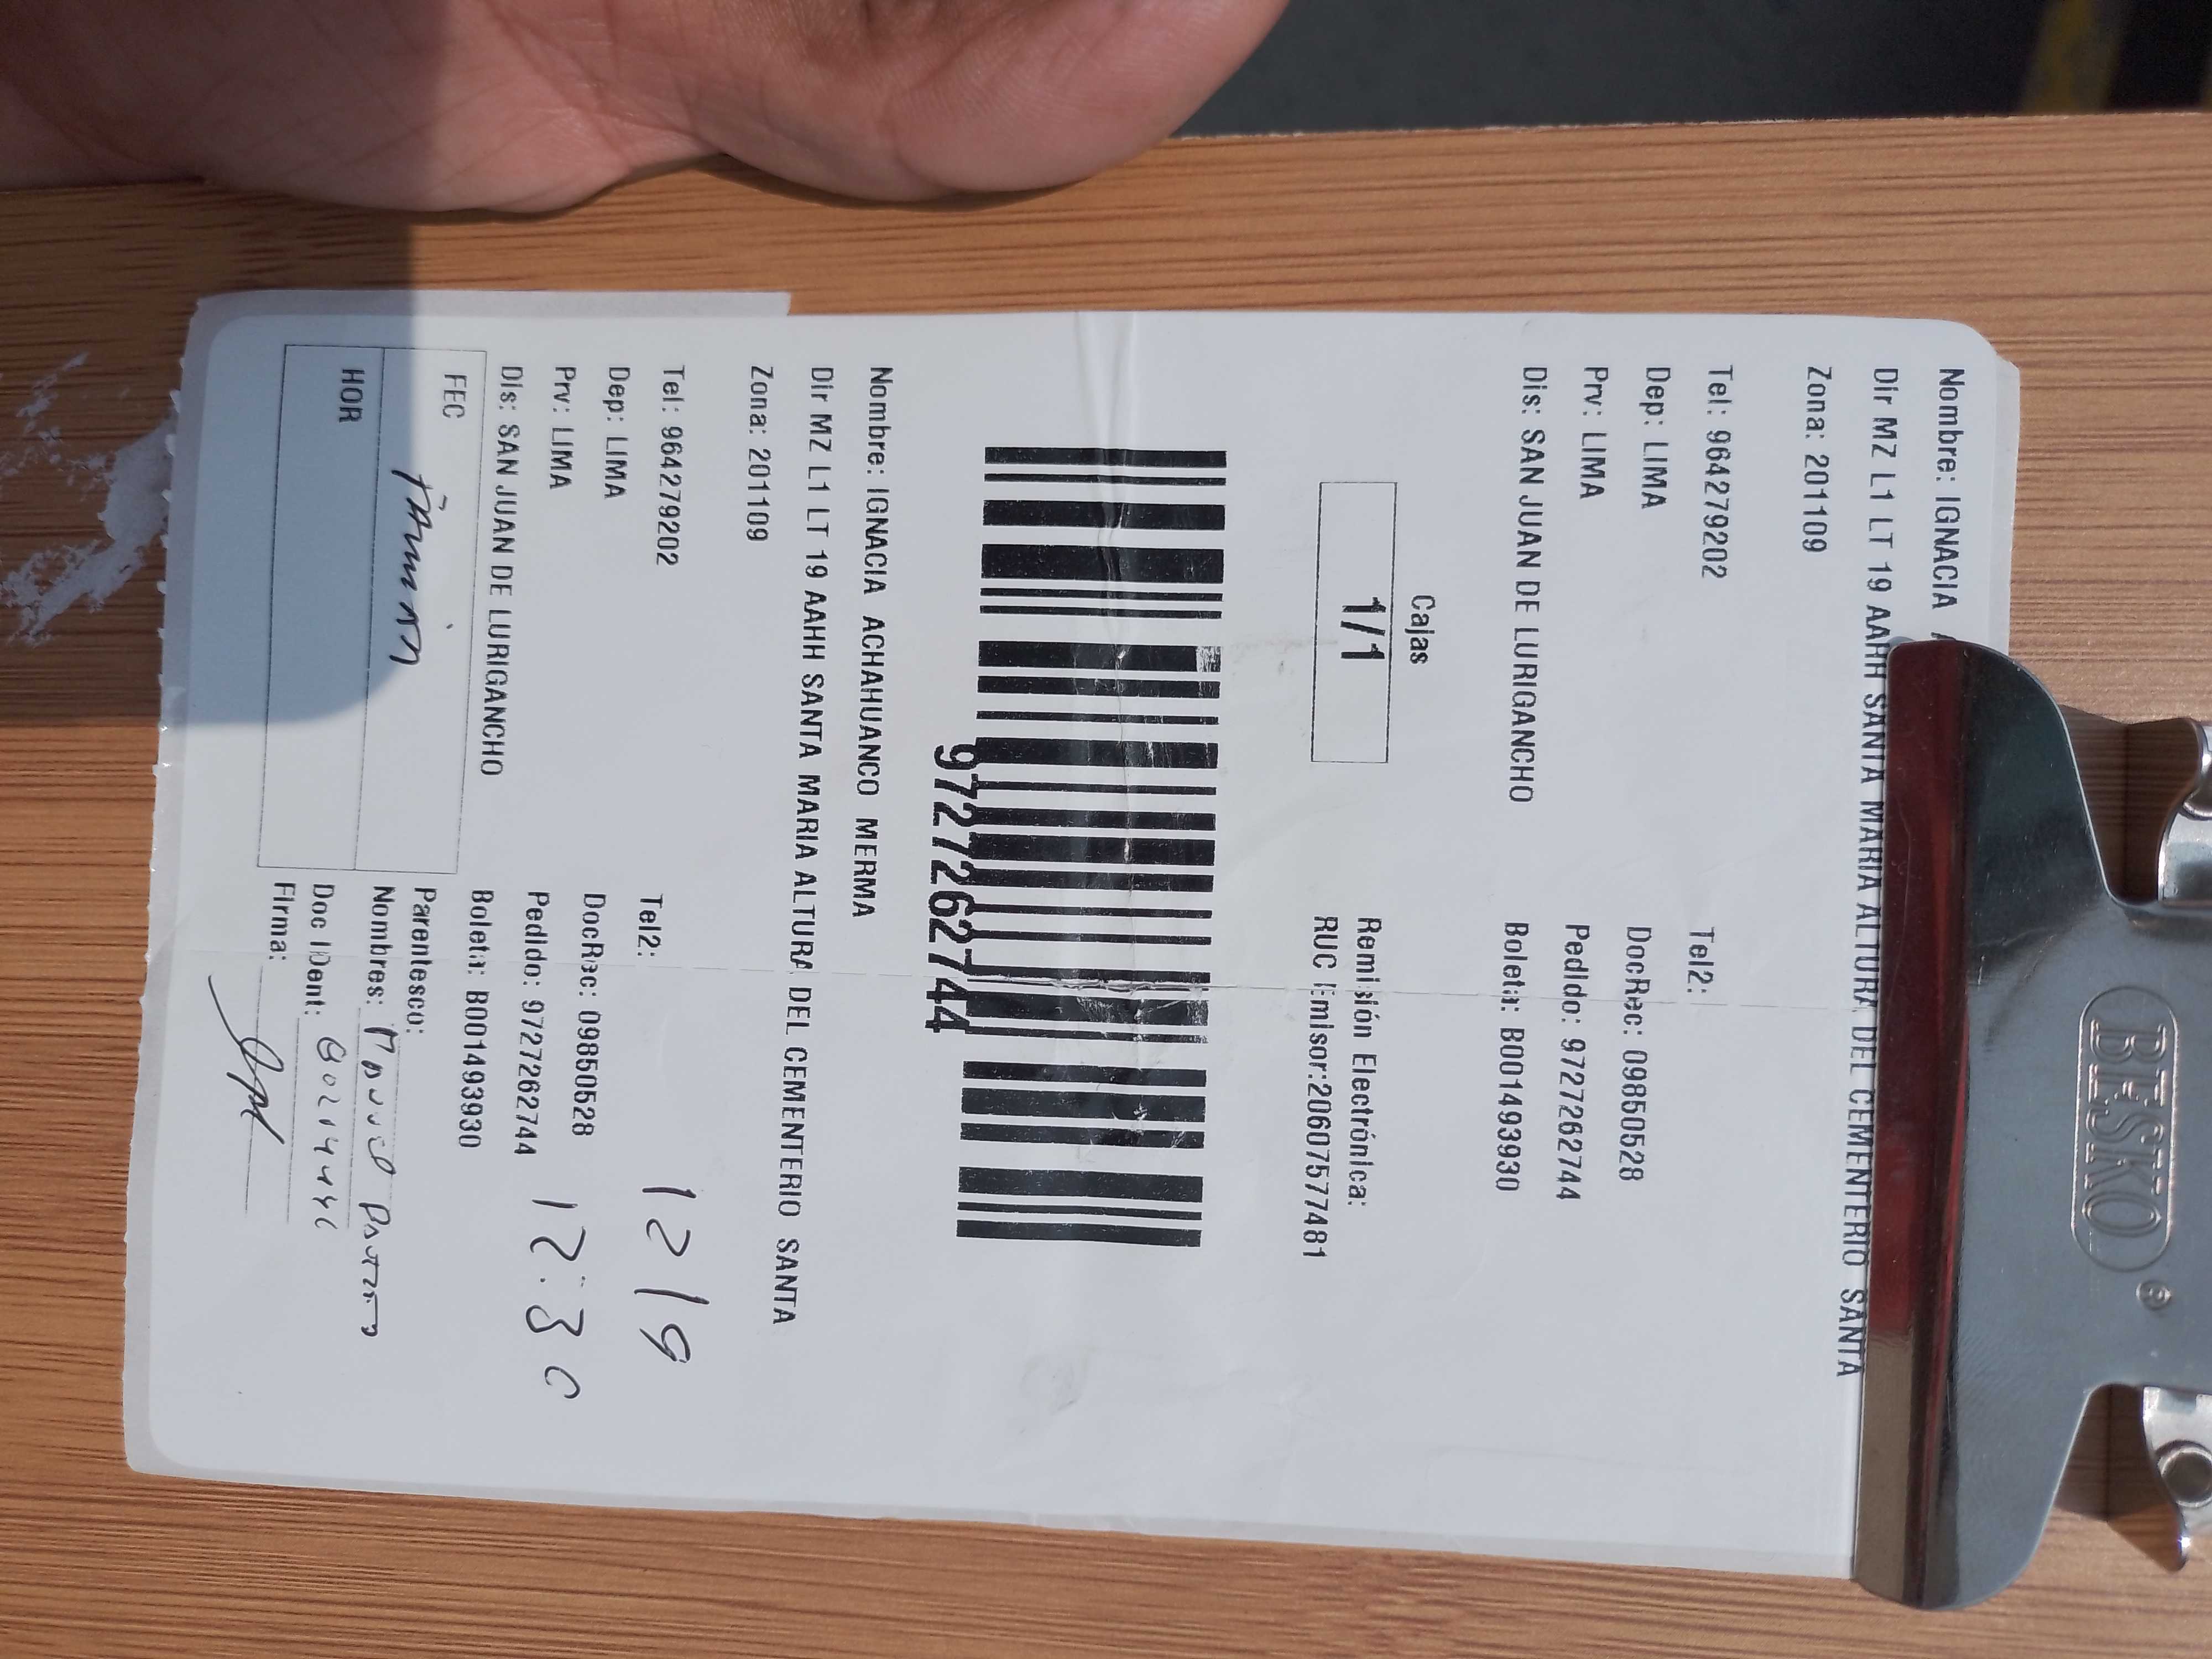 Nombre: IGNACIA
Dir MZ L1 LT 19 AAHH SANTA MARIA ALTURA DEL CEMENTERIO SANTA
Zona: 201109
Tel: 964279202 Tel2:
Dep: LIMA DocRec: 09850528
Prv: LIMA Pedido: 9727262744
Dis: SAN JUAN DE LURIGANCHO Boleta: B001493930
Cajas
1/1
Remisión Electrónica:
RUC Emisor:20607577481
9727262744
Nombre: IGNACIA ACHAHUANCO MERMA
Dir MZ L1 LT 19 AAHH SANTA MARIA ALTURA DEL CEMENTERIO SANTA
Zona: 201109
Tel: 964279202 Tel2: 12/9
Dep: LIMA DocRec: 09850528
Prv: LIMA Pedido: 9727262744 12:30
Dis: SAN JUAN DE LURIGANCHO Boleta: B001493930
FEC Parentesco:
Nombres: Manuel
HOR Doc IDent:
Firma:
BESKO